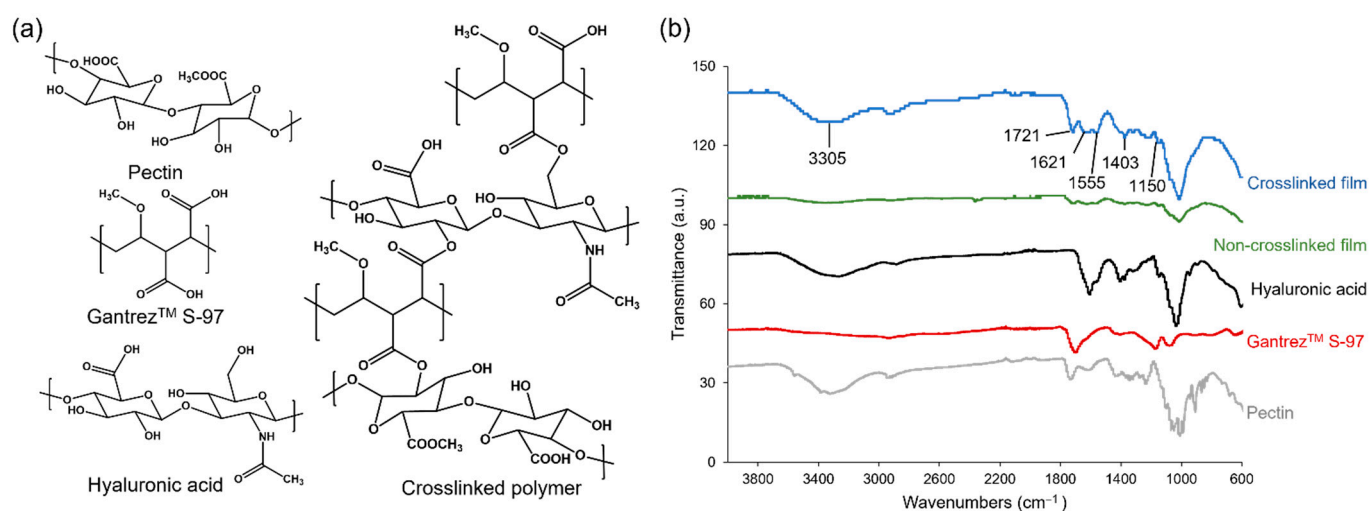 (a)
HOOC
O
HO
OH
H₃COOC
O
O
HO
OH
O
Pectin
H₃C
O
O
OH
O
OH
Gantrez™ S-97
OH
O
O
HO
OH
O
OH
HO
O
O
NH
O
CH₃
Hyaluronic acid
H₃C
O
O
OH
O
O
OH
O
O
HO
O
O
HO
O
O
NH
O
CH₃
H₃C
O
O
O
O
O
OH
O
O
COOCH₃
HO
OH
O
OH
COOH
O
Crosslinked polymer
(b)
Transmittance (a.u.)
150
120
90
60
30
0
3305
1721
1621
1555
1403
1150
Crosslinked film
Non-crosslinked film
Hyaluronic acid
Gantrez™ S-97
Pectin
3800 3400 3000 2600 2200 1800 1400 1000 600
Wavenumbers (cm⁻¹)